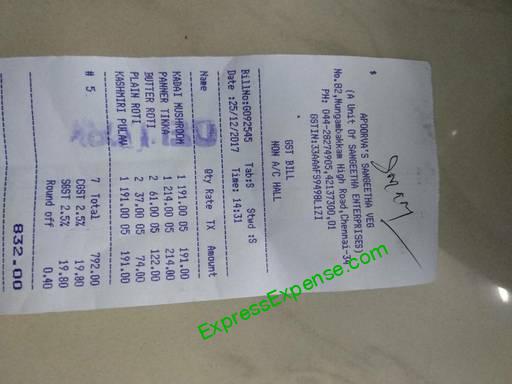 $
APOORVA'S SANGEETHA VEG
(A Unit Of SANGEETHA ENTERPRISES)
No.82,Nungambakkam High Road,Chennai-34
PH: 044-28274905,42137300,01
GSTIN:33AAAFS9498L1Z1
GST BILL
NON A/C HALL
BillNo:G092545 Tab:S Stwd :S
Date :25/12/2017 Time: 14:31
Name Qty Rate TX Amount
KADAI MUSHROOM 1 191.00 05 191.00
PANNER TIKKA 1 214.00 05 214.00
BUTTER ROTI 2 61.00 05 122.00
PLAIN ROTI 2 37.00 05 74.00
KASHMIRI PULAV 1 191.00 05 191.00
# 5 7 Total 792.00
CGST 2.5% 19.80
SGST 2.5% 19.80
Round off 0.40
832.00
ExpressExpense.com